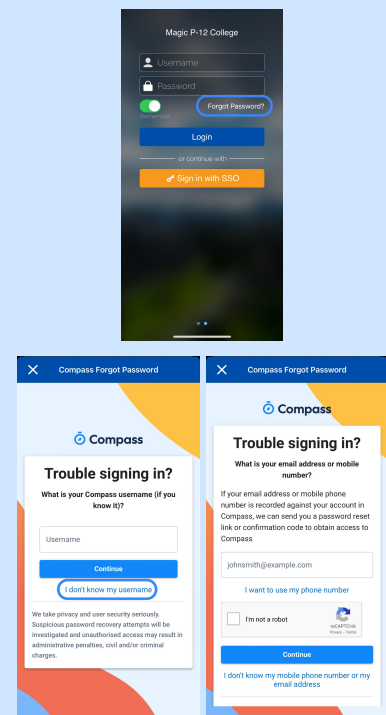 Magic P-12 College
Username
Password
Remember
Forgot Password?
Login
or continue with
Sign in with SSO
Compass Forgot Password
Compass
Trouble signing in?
What is your Compass username (if you
know it)?
Username
Continue
I don't know my username
We take privacy and user security seriously.
Suspicious password recovery attempts will be
investigated and unauthorised access may result in
administrative penalties, civil and/or criminal
charges.
Compass Forgot Password
Compass
Trouble signing in?
What is your email address or mobile
number?
If your email address or mobile phone
number is recorded against your account in
Compass, we can send you a password reset
link or confirmation code to obtain access to
Compass
johnsmith@example.com
I want to use my phone number
I'm not a robot
reCAPTCHA
Privacy - Terms
Continue
I don't know my mobile phone number or my
email address